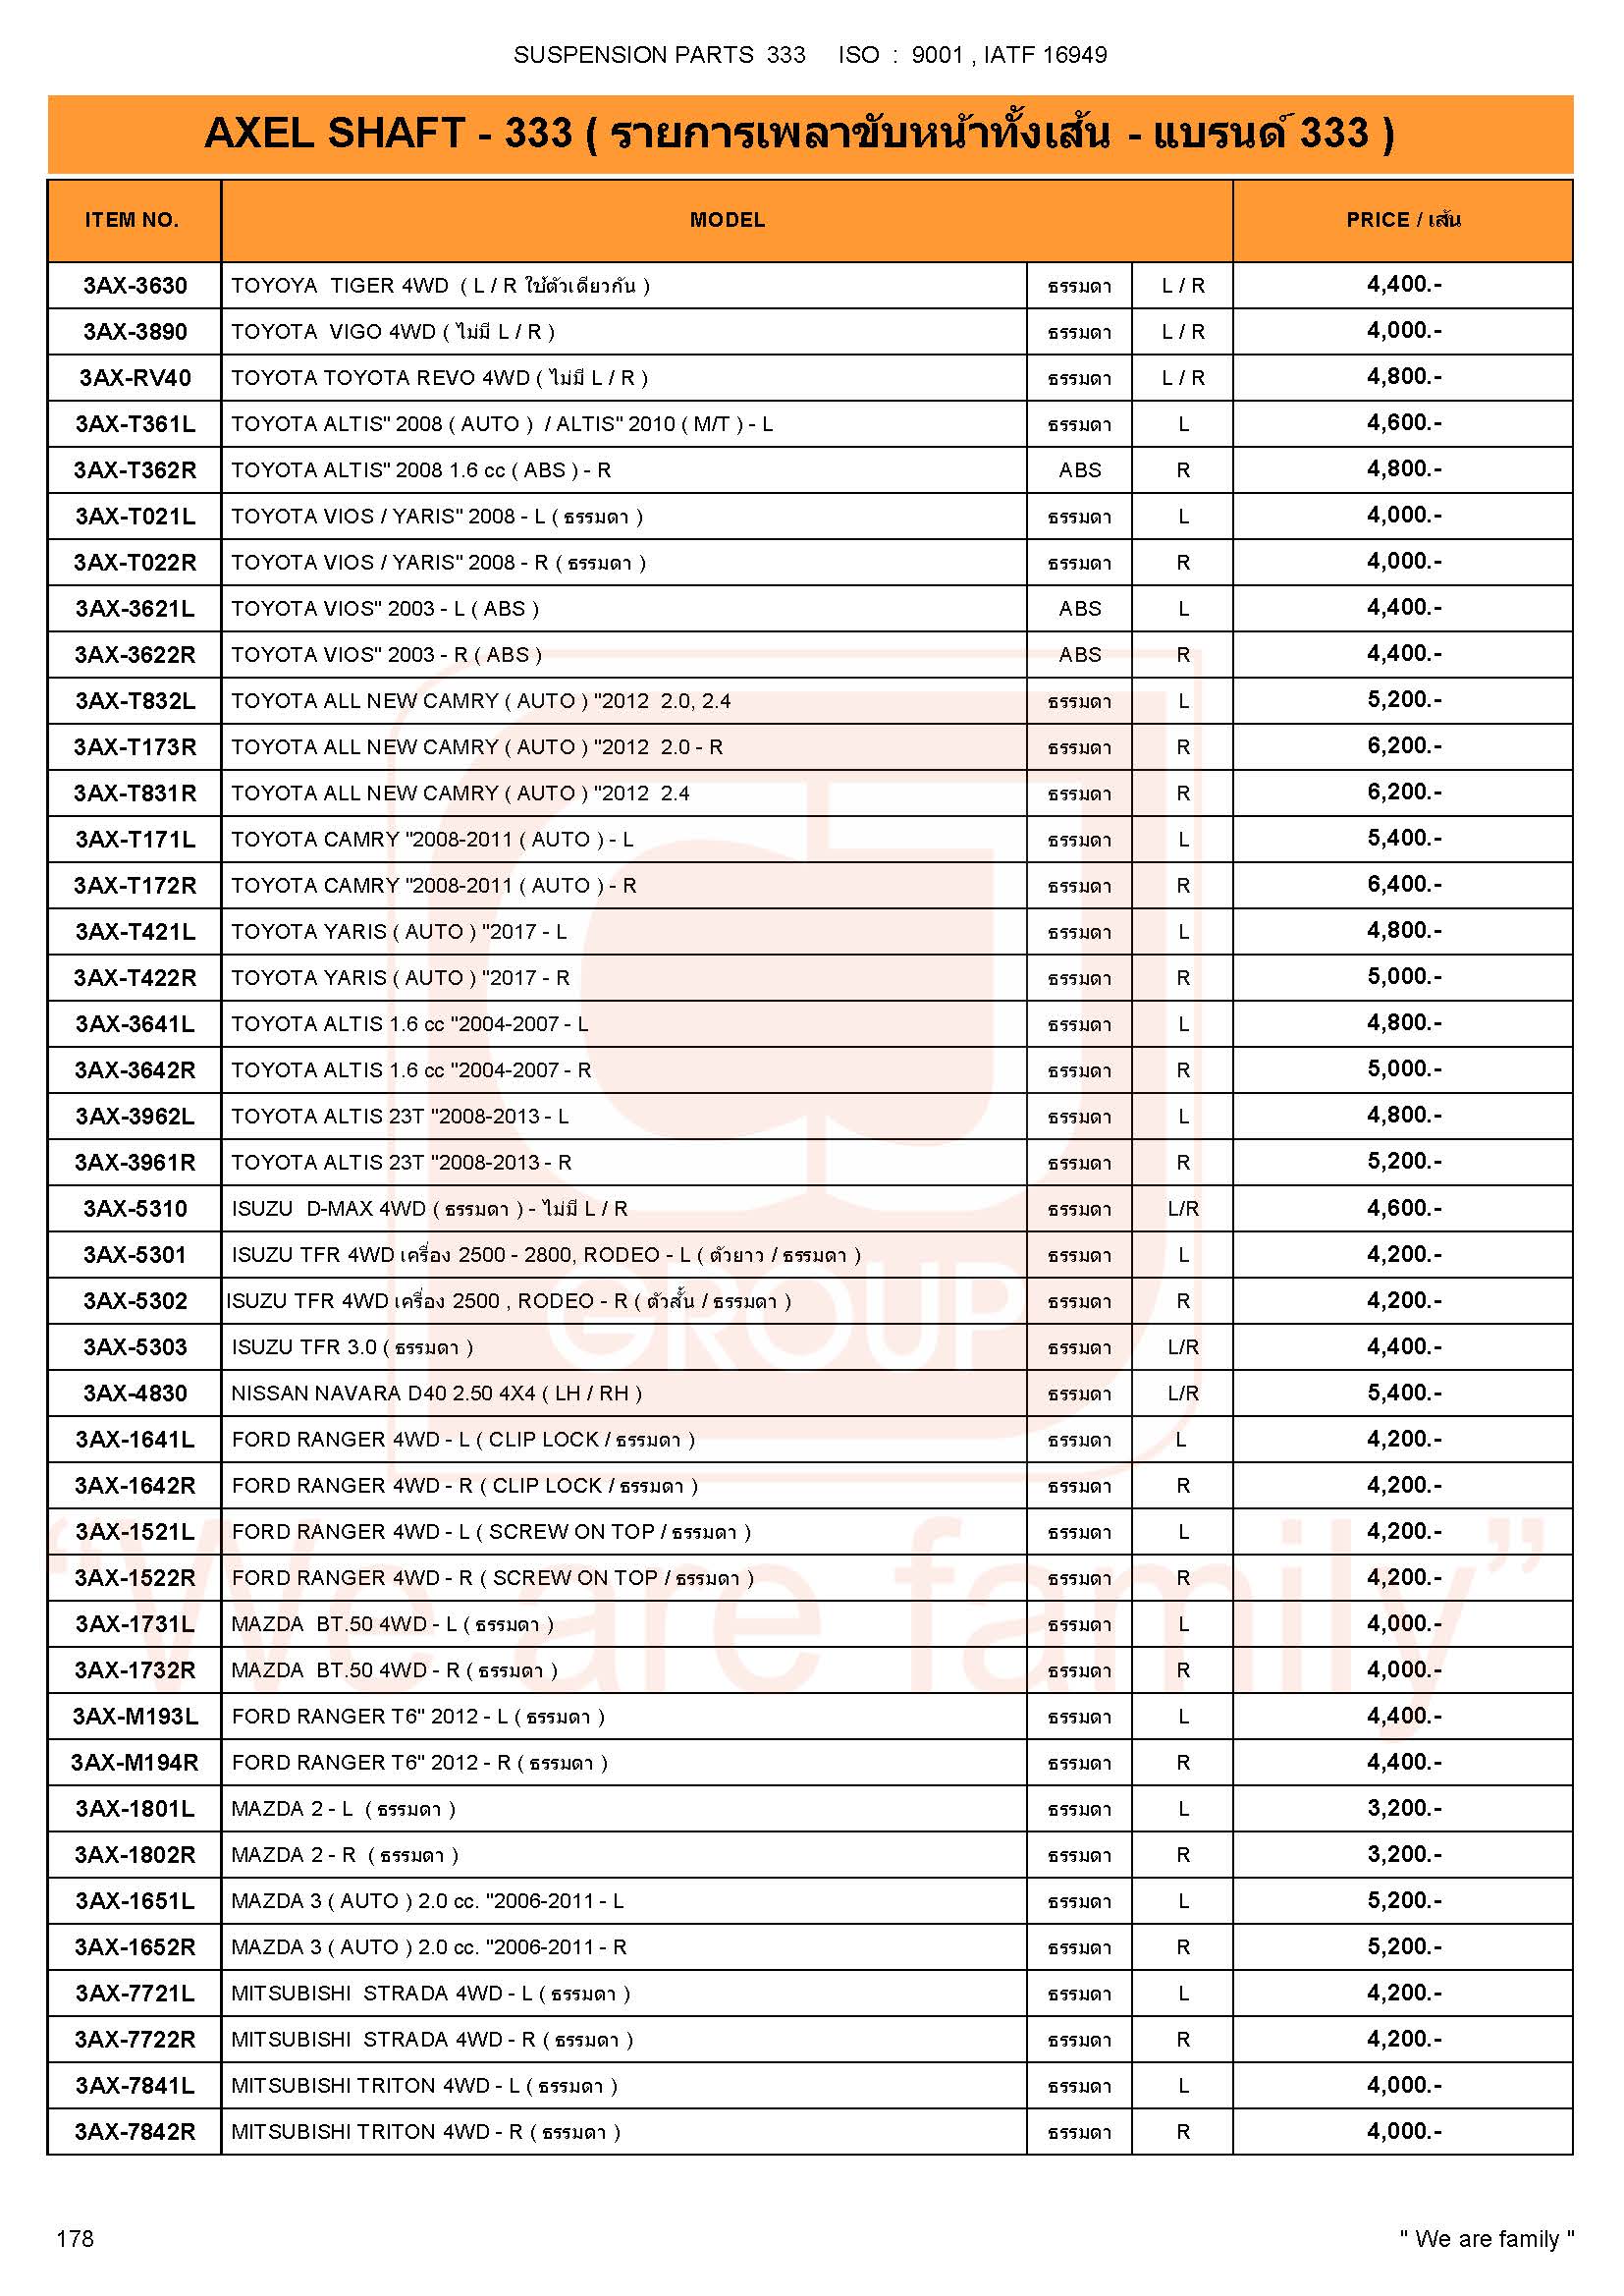 SUSPENSION PARTS 333 ISO : 9001 , IATF 16949
AXEL SHAFT - 333 ( รายการเพลาขับหน้าทั้งเส้น - แบรนด์ 333 )
ITEM NO. MODEL PRICE / เส้น
3AX-3630 TOYOYA TIGER 4WD ( L / R ใช้ตัวเดียวกัน ) ธรรมดา L / R 4,400.-
3AX-3890 TOYOTA VIGO 4WD ( ไม่มี L / R ) ธรรมดา L / R 4,000.-
3AX-RV40 TOYOTA TOYOTA REVO 4WD ( ไม่มี L / R ) ธรรมดา L / R 4,800.-
3AX-T361L TOYOTA ALTIS" 2008 ( AUTO ) / ALTIS" 2010 ( M/T ) - L ธรรมดา L 4,600.-
3AX-T362R TOYOTA ALTIS" 2008 1.6 cc ( ABS ) - R ABS R 4,800.-
3AX-T021L TOYOTA VIOS / YARIS" 2008 - L ( ธรรมดา ) ธรรมดา L 4,000.-
3AX-T022R TOYOTA VIOS / YARIS" 2008 - R ( ธรรมดา ) ธรรมดา R 4,000.-
3AX-3621L TOYOTA VIOS" 2003 - L ( ABS ) ABS L 4,400.-
3AX-3622R TOYOTA VIOS" 2003 - R ( ABS ) ABS R 4,400.-
3AX-T832L TOYOTA ALL NEW CAMRY ( AUTO ) "2012 2.0, 2.4 ธรรมดา L 5,200.-
3AX-T173R TOYOTA ALL NEW CAMRY ( AUTO ) "2012 2.0 - R ธรรมดา R 6,200.-
3AX-T831R TOYOTA ALL NEW CAMRY ( AUTO ) "2012 2.4 ธรรมดา R 6,200.-
3AX-T171L TOYOTA CAMRY "2008-2011 ( AUTO ) - L ธรรมดา L 5,400.-
3AX-T172R TOYOTA CAMRY "2008-2011 ( AUTO ) - R ธรรมดา R 6,400.-
3AX-T421L TOYOTA YARIS ( AUTO ) "2017 - L ธรรมดา L 4,800.-
3AX-T422R TOYOTA YARIS ( AUTO ) "2017 - R ธรรมดา R 5,000.-
3AX-3641L TOYOTA ALTIS 1.6 cc "2004-2007 - L ธรรมดา L 4,800.-
3AX-3642R TOYOTA ALTIS 1.6 cc "2004-2007 - R ธรรมดา R 5,000.-
3AX-3962L TOYOTA ALTIS 23T "2008-2013 - L ธรรมดา L 4,800.-
3AX-3961R TOYOTA ALTIS 23T "2008-2013 - R ธรรมดา R 5,200.-
3AX-5310 ISUZU D-MAX 4WD ( ธรรมดา ) - ไม่มี L / R ธรรมดา L/R 4,600.-
3AX-5301 ISUZU TFR 4WD เครื่อง 2500 - 2800, RODEO - L ( ตัวยาว / ธรรมดา ) ธรรมดา L 4,200.-
3AX-5302 ISUZU TFR 4WD เครื่อง 2500 , RODEO - R ( ตัวสั้น / ธรรมดา ) ธรรมดา R 4,200.-
3AX-5303 ISUZU TFR 3.0 ( ธรรมดา ) ธรรมดา L/R 4,400.-
3AX-4830 NISSAN NAVARA D40 2.50 4X4 ( LH / RH ) ธรรมดา L/R 5,400.-
3AX-1641L FORD RANGER 4WD - L ( CLIP LOCK / ธรรมดา ) ธรรมดา L 4,200.-
3AX-1642R FORD RANGER 4WD - R ( CLIP LOCK / ธรรมดา ) ธรรมดา R 4,200.-
3AX-1521L FORD RANGER 4WD - L ( SCREW ON TOP / ธรรมดา ) ธรรมดา L 4,200.-
3AX-1522R FORD RANGER 4WD - R ( SCREW ON TOP / ธรรมดา ) ธรรมดา R 4,200.-
3AX-1731L MAZDA BT.50 4WD - L ( ธรรมดา ) ธรรมดา L 4,000.-
3AX-1732R MAZDA BT.50 4WD - R ( ธรรมดา ) ธรรมดา R 4,000.-
3AX-M193L FORD RANGER T6" 2012 - L ( ธรรมดา ) ธรรมดา L 4,400.-
3AX-M194R FORD RANGER T6" 2012 - R ( ธรรมดา ) ธรรมดา R 4,400.-
3AX-1801L MAZDA 2 - L ( ธรรมดา ) ธรรมดา L 3,200.-
3AX-1802R MAZDA 2 - R ( ธรรมดา ) ธรรมดา R 3,200.-
3AX-1651L MAZDA 3 ( AUTO ) 2.0 cc. "2006-2011 - L ธรรมดา L 5,200.-
3AX-1652R MAZDA 3 ( AUTO ) 2.0 cc. "2006-2011 - R ธรรมดา R 5,200.-
3AX-7721L MITSUBISHI STRADA 4WD - L ( ธรรมดา ) ธรรมดา L 4,200.-
3AX-7722R MITSUBISHI STRADA 4WD - R ( ธรรมดา ) ธรรมดา R 4,200.-
3AX-7841L MITSUBISHI TRITON 4WD - L ( ธรรมดา ) ธรรมดา L 4,000.-
3AX-7842R MITSUBISHI TRITON 4WD - R ( ธรรมดา ) ธรรมดา R 4,000.-
GROUP
“We are family”
178 " We are family "